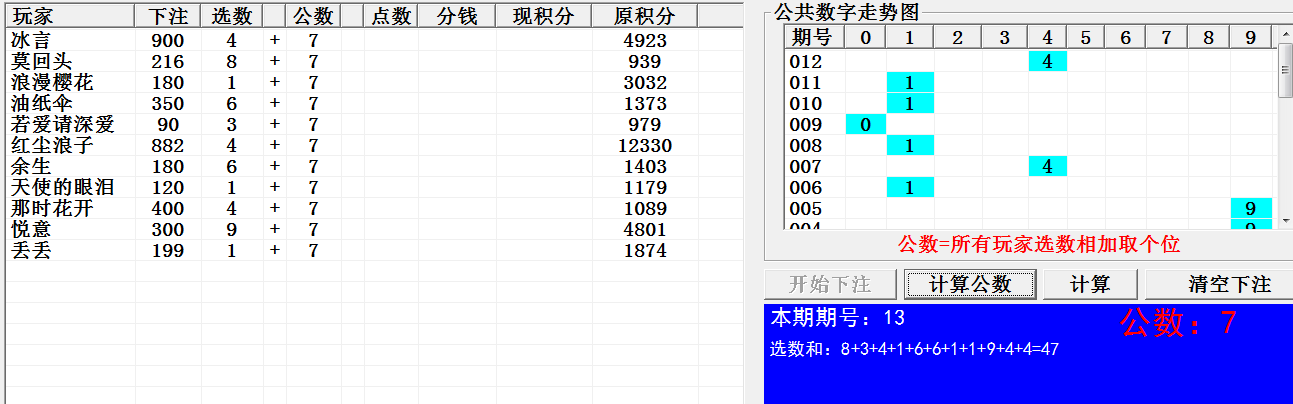 玩家 下注 选数 公数 点数 分钱 现积分 原积分
冰言 900 4 + 7 4923
莫回头 216 8 + 7 939
浪漫樱花 180 1 + 7 3032
油纸伞 350 6 + 7 1373
若爱请深爱 90 3 + 7 979
红尘浪子 882 4 + 7 12330
余生 180 6 + 7 1403
天使的眼泪 120 1 + 7 1179
那时花开 400 4 + 7 1089
悦意 300 9 + 7 4801
丢丢 199 1 + 7 1874
公共数字走势图
期号 0 1 2 3 4 5 6 7 8 9
012 4
011 1
010 1
009 0
008 1
007 4
006 1
005 9
004 9
公数=所有玩家选数相加取个位
开始下注 计算公数 计算 清空下注
本期期号：13 公数：7
选数和：8+3+4+1+6+6+1+1+9+4+4=47